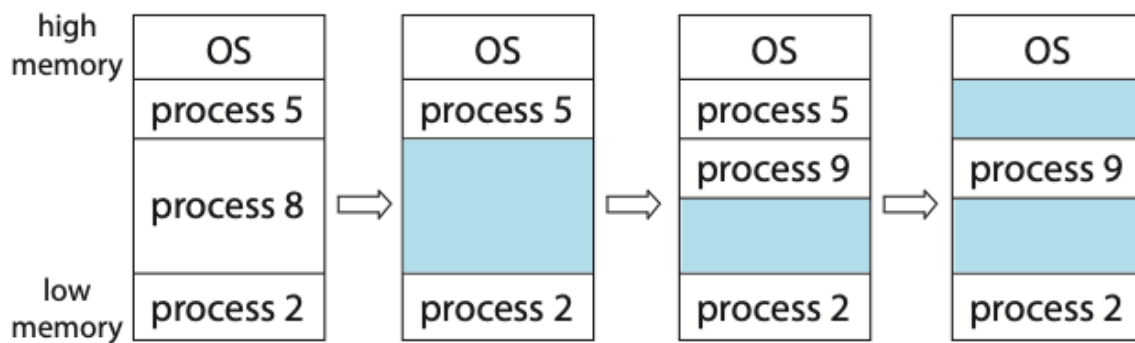 high
memory
OS
process 5
process 8
process 2
low
memory
OS
process 5
process 2
OS
process 5
process 9
process 2
OS
process 9
process 2